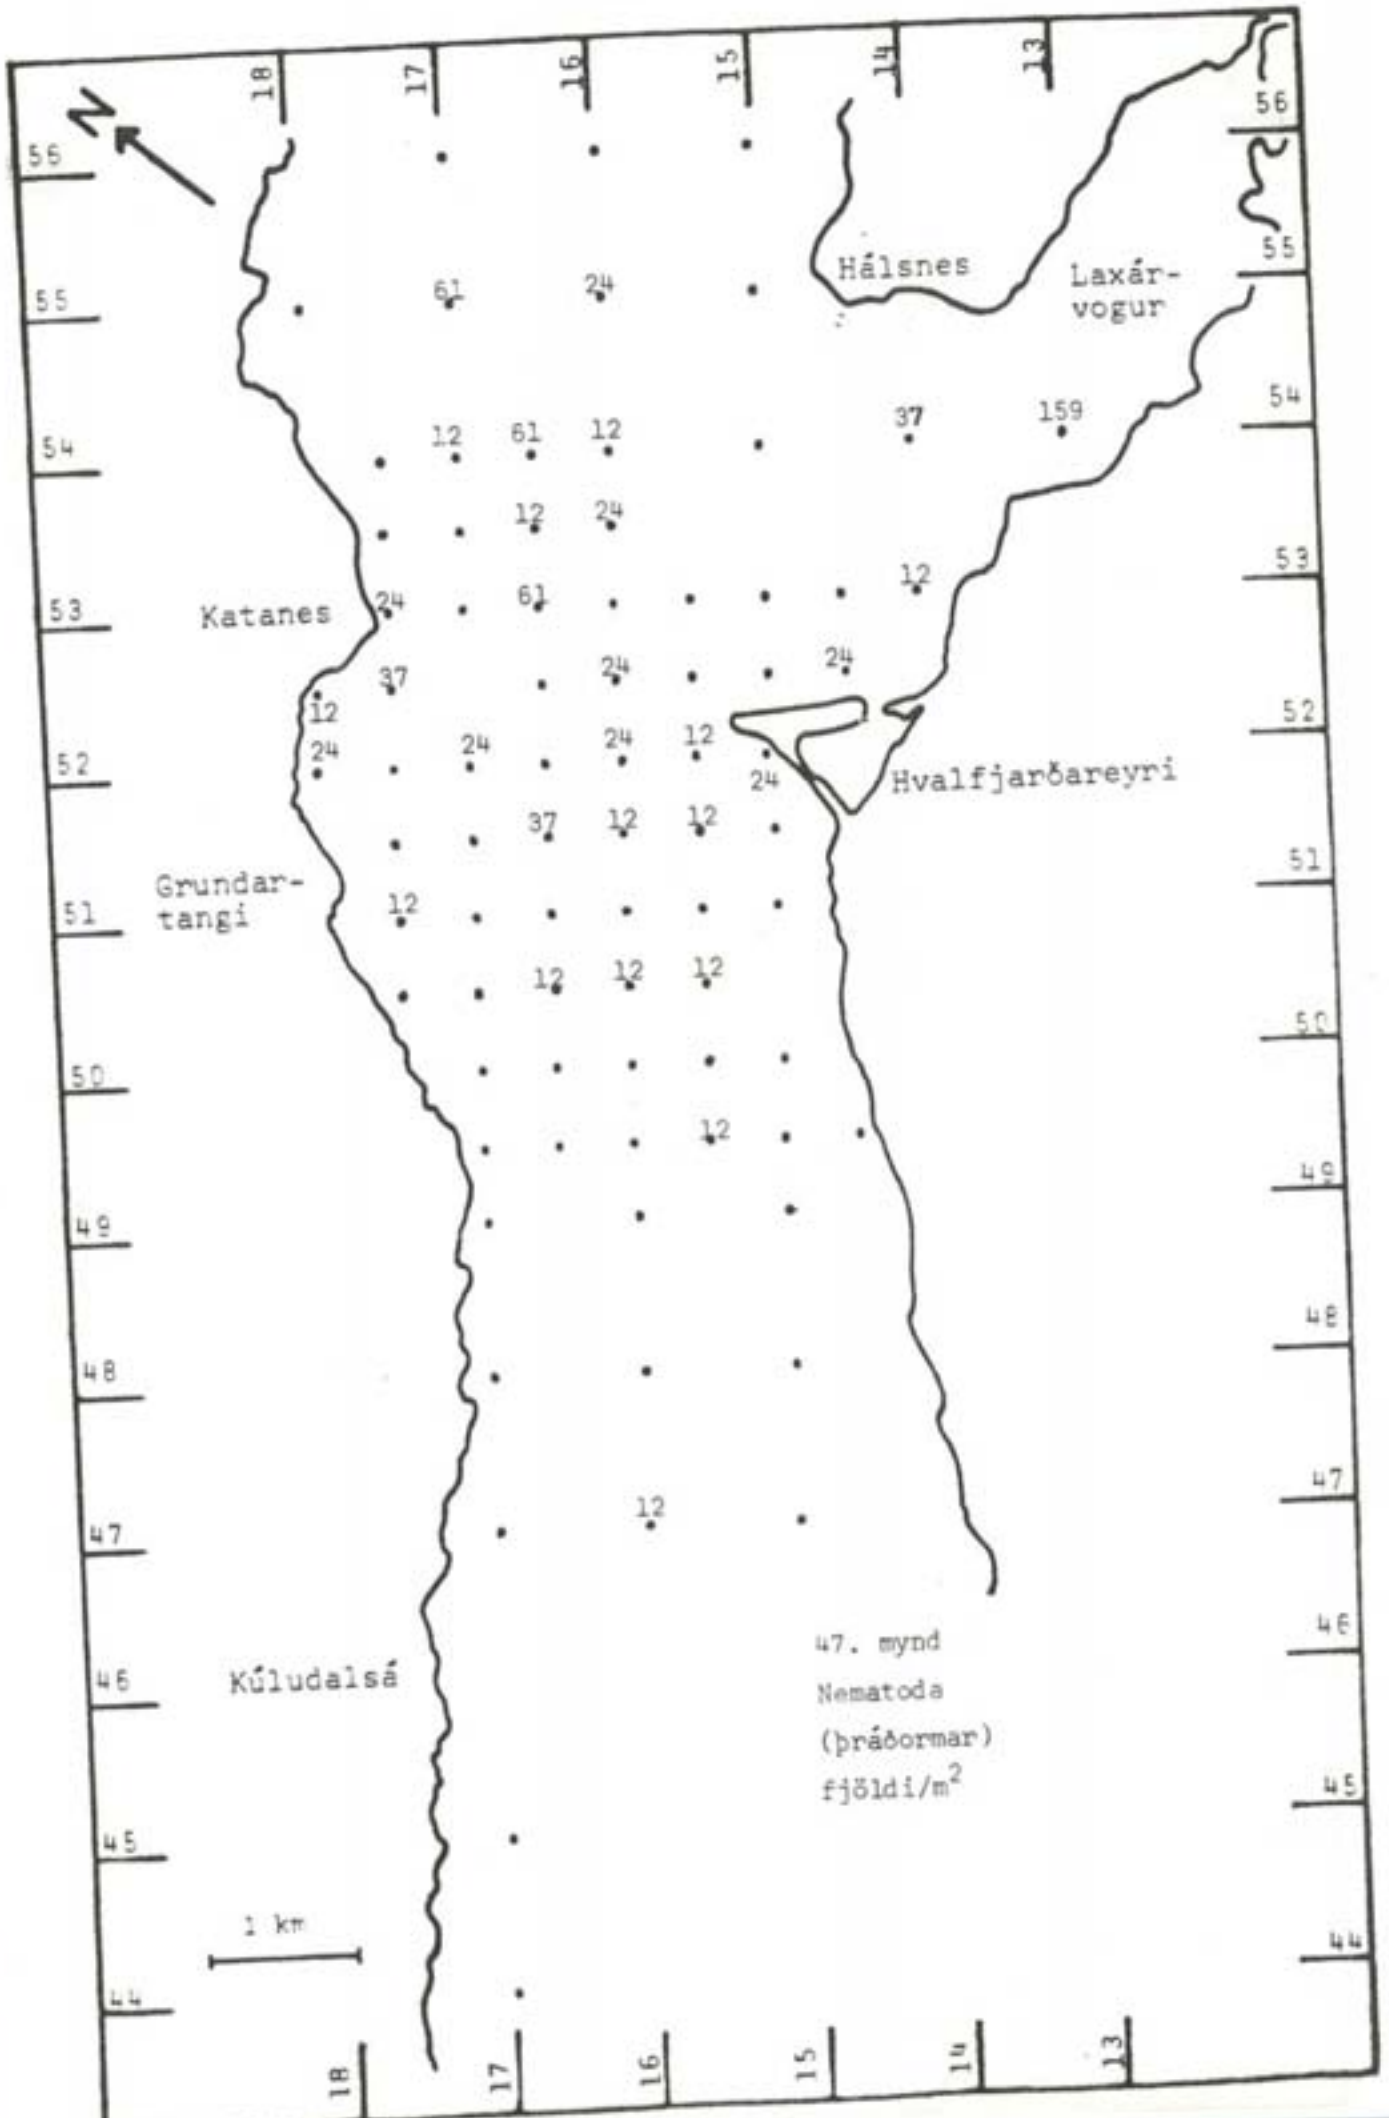 18 17 16 15 14 13
N
56 56
55
Hálsnes Laxár-
vogur
55 61 24
54 12 61 12 37 159 54
12 24
53
Katanes 53 24 61 12
37 24 24
12
52
52 24 24 24 12
24 Hvalfjarðareyri
37 12 12
51
Grundar-
tangi
51 12
12 12 12
50
50
12
49
49
48
48
47
47 12
46
47. mynd
46 Kúludalsá Nematoda
(þráðormar)
fjöldi/m²
45
45
1 km
44
44
18 17 16 15 14 13